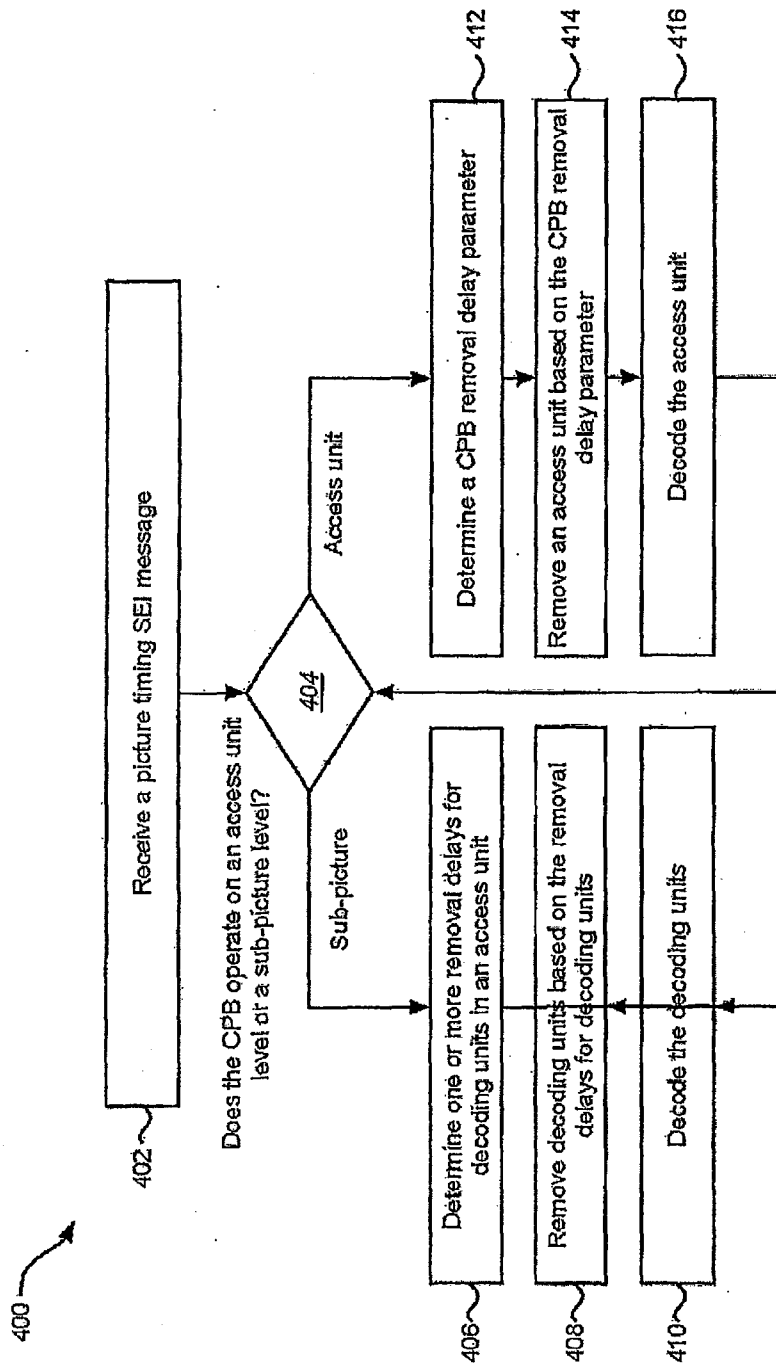 400
402
Receive a picture timing SEI message
Does the CPB operate on an access unit
level or a sub-picture level?
404
Sub-picture
Access unit
406
Determine one or more removal delays for
decoding units in an access unit
408
Remove decoding units based on the removal
delays for decoding units
410
Decode the decoding units
412
Determine a CPB removal delay parameter
414
Remove an access unit based on the CPB removal
delay parameter
416
Decode the access unit